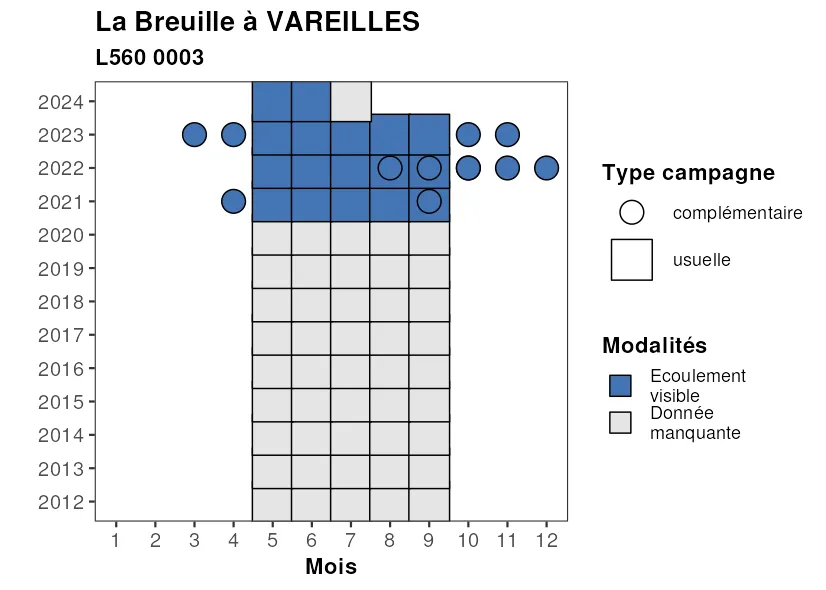 La Breuille à VAREILLES
L560 0003
2024
2023
2022
2021
2020
2019
2018
2017
2016
2015
2014
2013
2012
1 2 3 4 5 6 7 8 9 10 11 12
Mois
Type campagne
complémentaire
usuelle
Modalités
Ecoulement
visible
Donnée
manquante